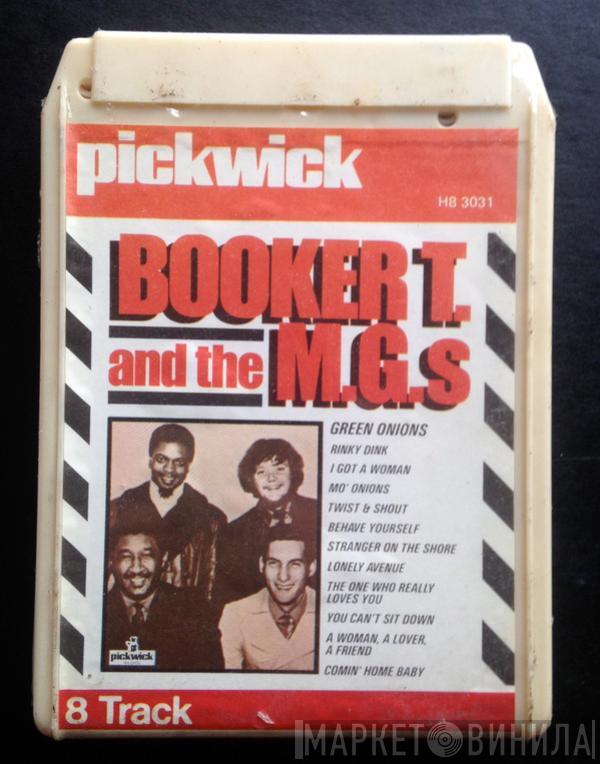 pickwick
H8 3031
BOOKER T.
and the M.G.s
GREEN ONIONS
RINKY DINK
I GOT A WOMAN
MO' ONIONS
TWIST & SHOUT
BEHAVE YOURSELF
STRANGER ON THE SHORE
LONELY AVENUE
THE ONE WHO REALLY
LOVES YOU
YOU CAN'T SIT DOWN
A WOMAN, A LOVER,
A FRIEND
COMIN' HOME BABY
pickwick
8 Track
МАРКЕТ ВИНИЛА